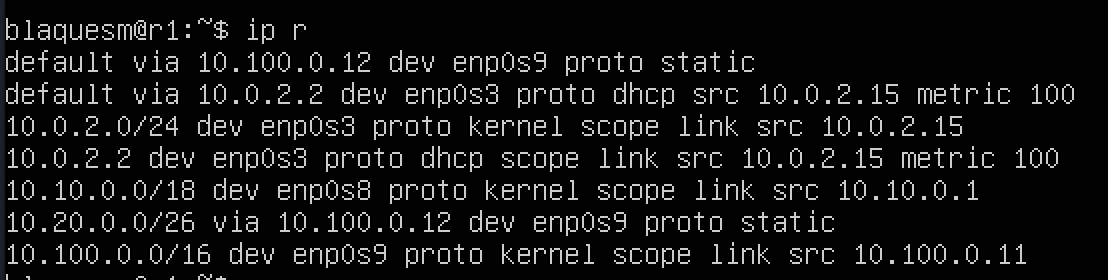 blaquesm@r1:~$ ip r
default via 10.100.0.12 dev enp0s9 proto static
default via 10.0.2.2 dev enp0s3 proto dhcp src 10.0.2.15 metric 100
10.0.2.0/24 dev enp0s3 proto kernel scope link src 10.0.2.15
10.0.2.2 dev enp0s3 proto dhcp scope link src 10.0.2.15 metric 100
10.10.0.0/18 dev enp0s8 proto kernel scope link src 10.10.0.1
10.20.0.0/26 via 10.100.0.12 dev enp0s9 proto static
10.100.0.0/16 dev enp0s9 proto kernel scope link src 10.100.0.11